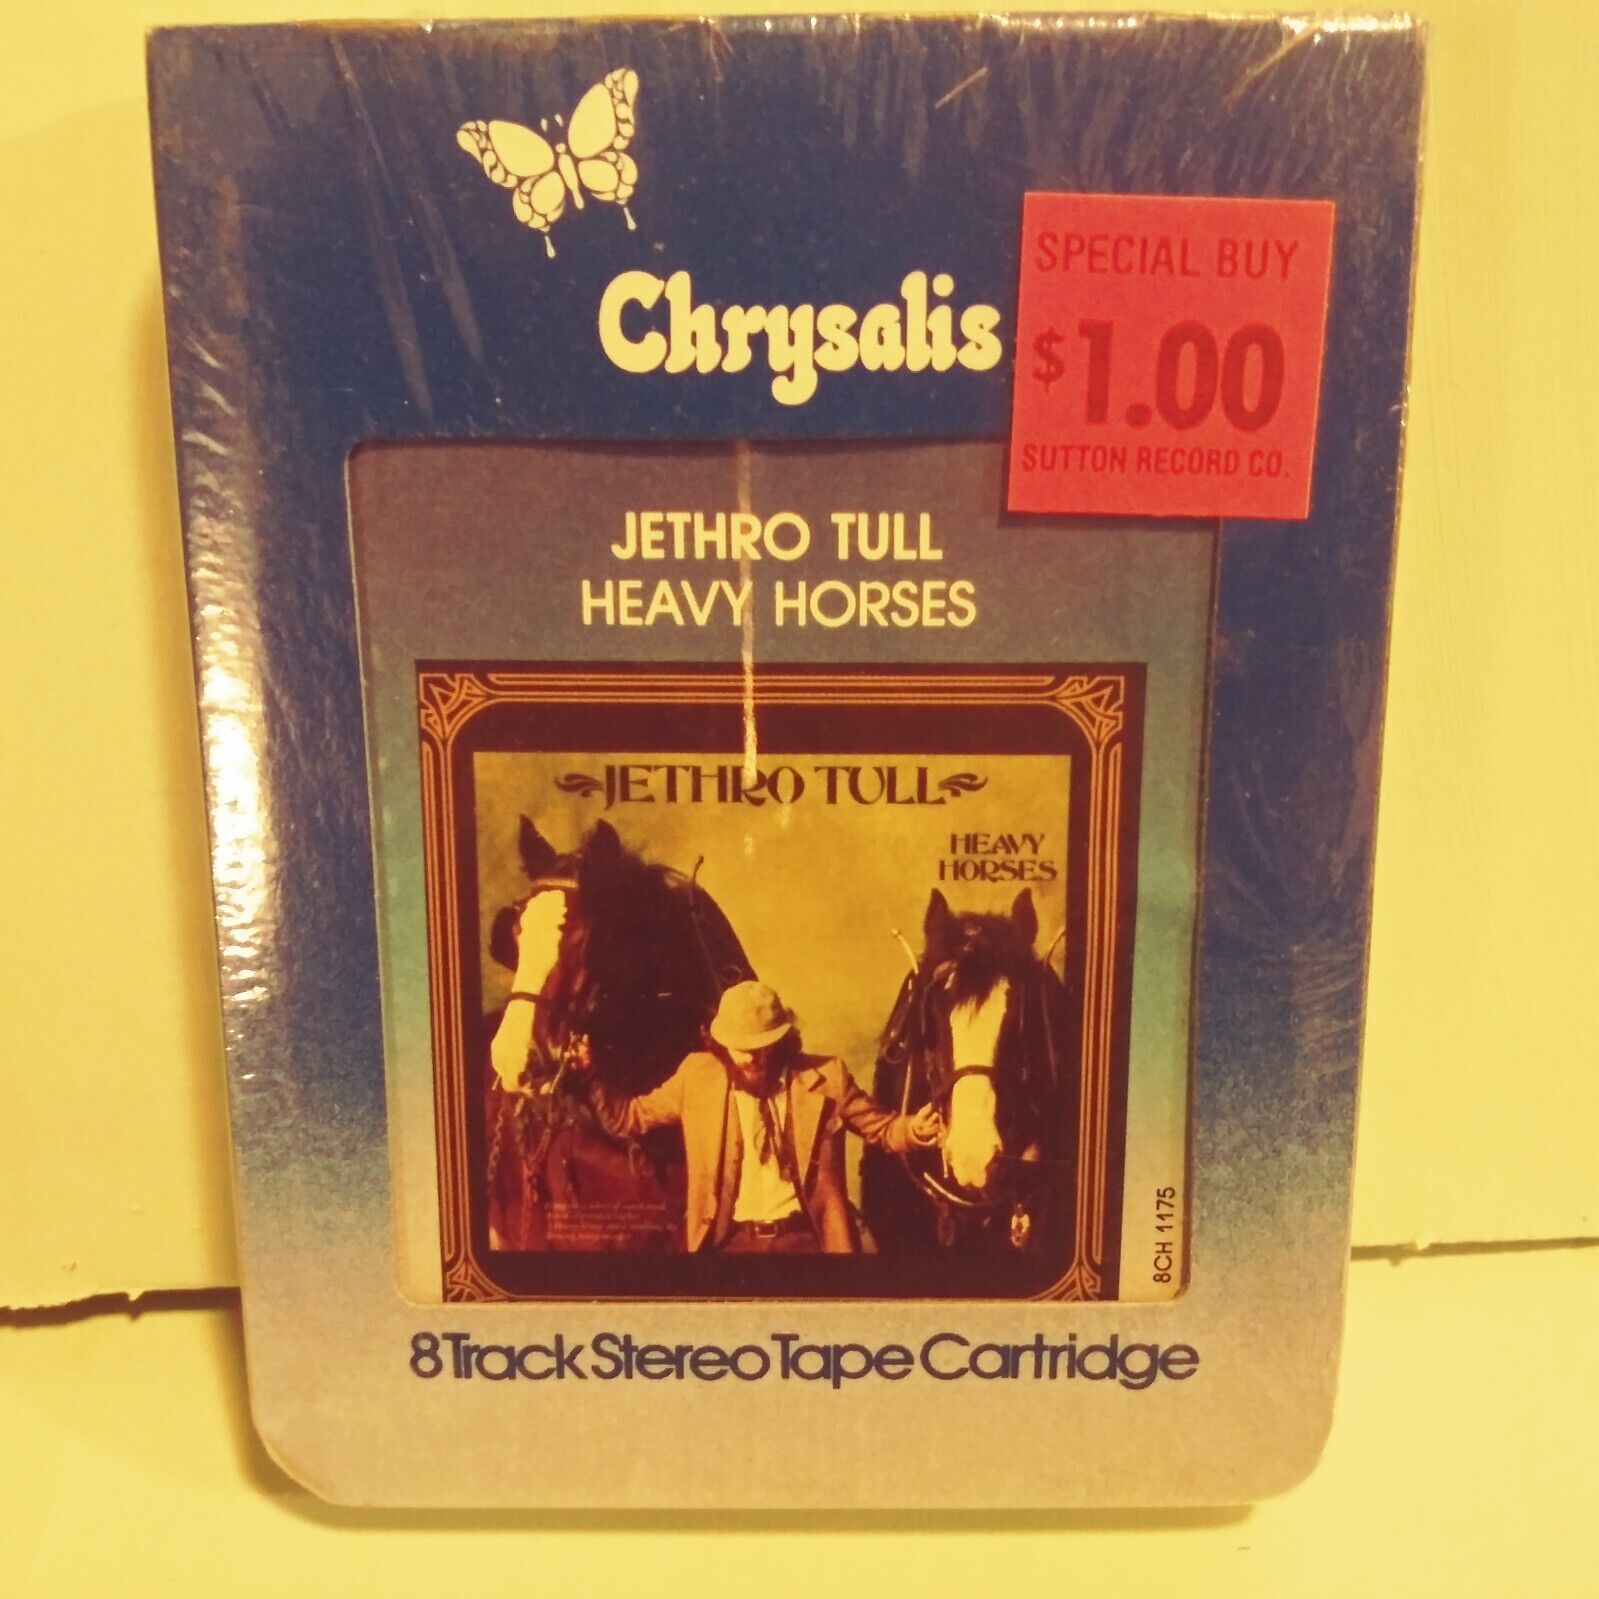 Chrysalis
SPECIAL BUY
$1.00
SUTTON RECORD CO.
JETHRO TULL
HEAVY HORSES
JETHRO TULL
HEAVY
HORSES
8CH 1175
8 Track Stereo Tape Cartridge